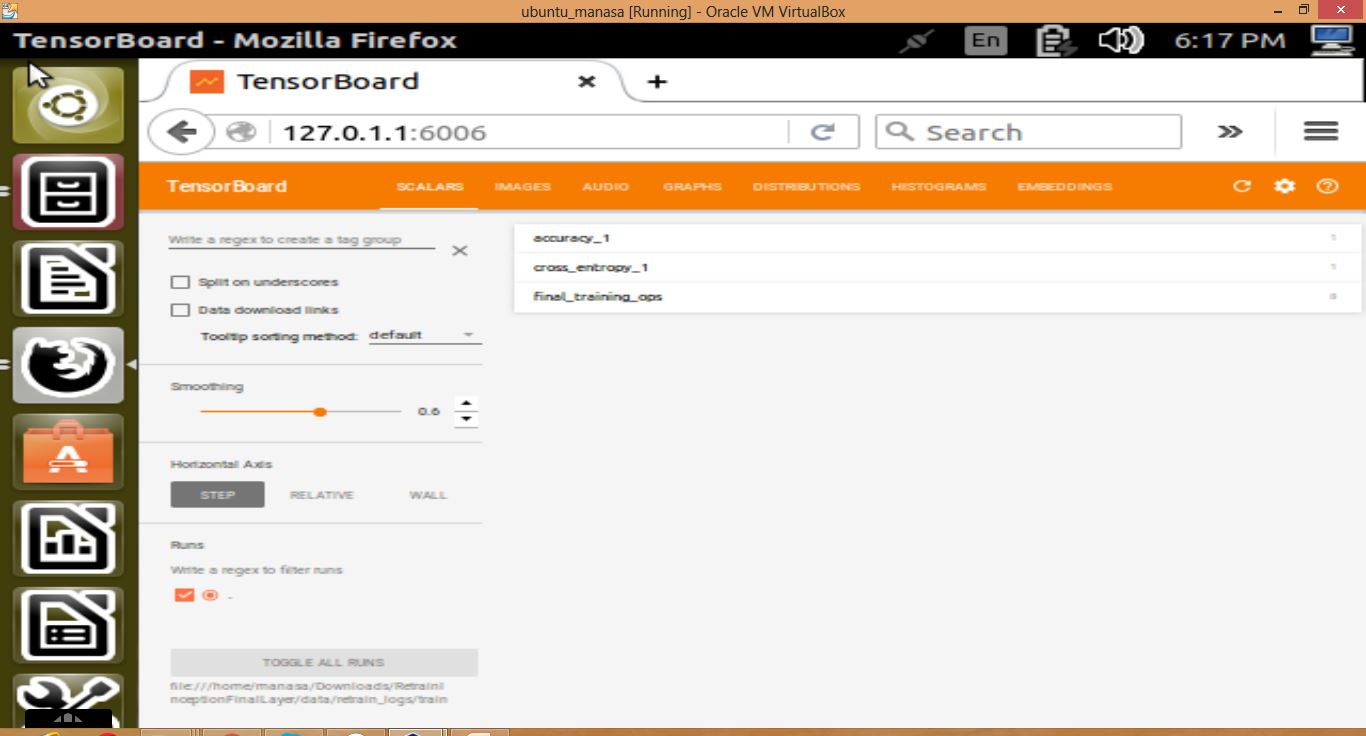 ubuntu_manasa [Running] - Oracle VM VirtualBox
TensorBoard - Mozilla Firefox
En
6:17 PM
TensorBoard
127.0.1.1:6006
Search
TensorBoard
SCALARS
IMAGES
AUDIO
GRAPHS
DISTRIBUTIONS
HISTOGRAMS
EMBEDDINGS
Write a regex to create a tag group
Split on underscores
Data download links
Tooltip sorting method: default
Smoothing
0.6
Horizontal Axis
STEP
RELATIVE
WALL
Runs
Write a regex to filter runs
.
TOGGLE ALL RUNS
file:///home/manasa/Downloads/RetrainI
nceptionFinalLayer/data/retrain_logs/train
accuracy_1
1
cross_entropy_1
1
final_training_ops